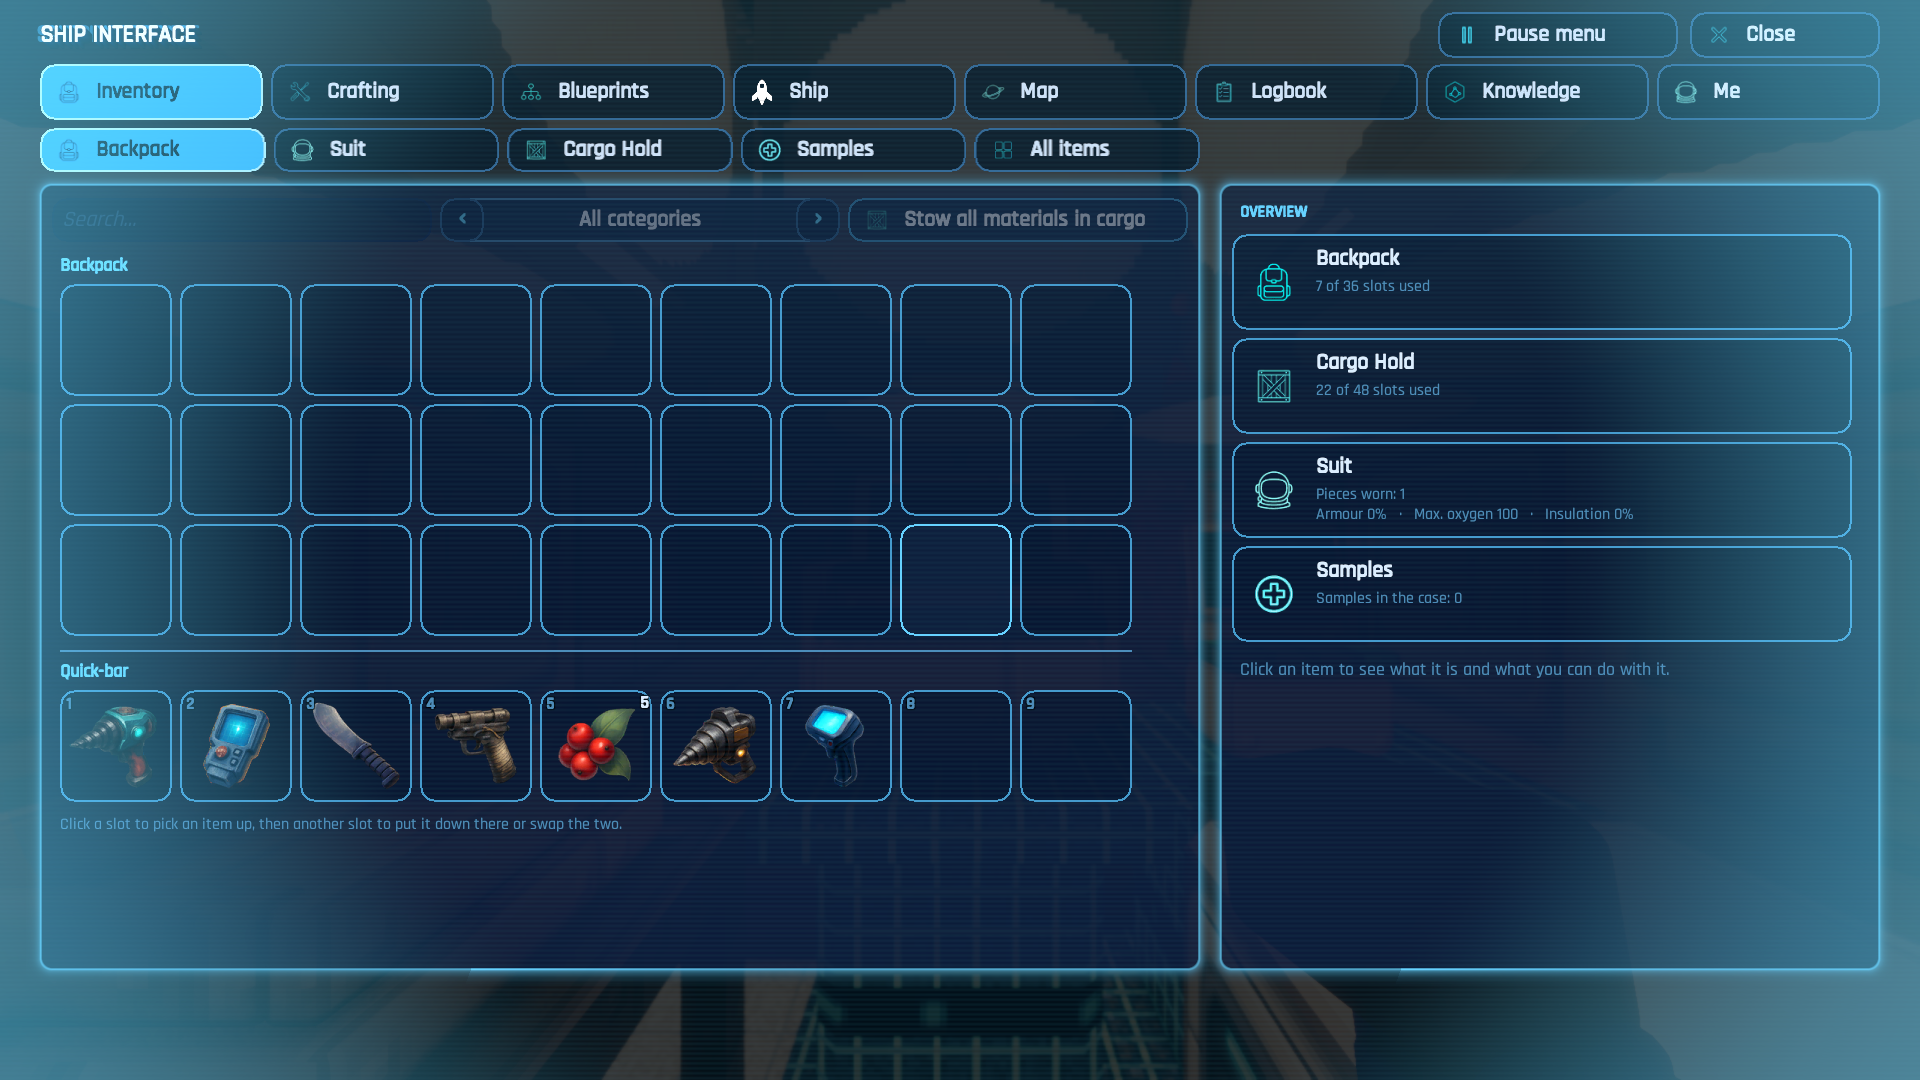 SHIP INTERFACE
Pause menu
Close
Inventory
Crafting
Blueprints
Ship
Map
Logbook
Knowledge
Me
Backpack
Suit
Cargo Hold
Samples
All items
Search...
All categories
Stow all materials in cargo
Backpack
Quick-bar
1
2
3
4
5
5
6
7
8
9
Click a slot to pick an item up, then another slot to put it down there or swap the two.
OVERVIEW
Backpack
7 of 36 slots used
Cargo Hold
22 of 48 slots used
Suit
Pieces worn: 1
Armour 0% · Max. oxygen 100 · Insulation 0%
Samples
Samples in the case: 0
Click an item to see what it is and what you can do with it.